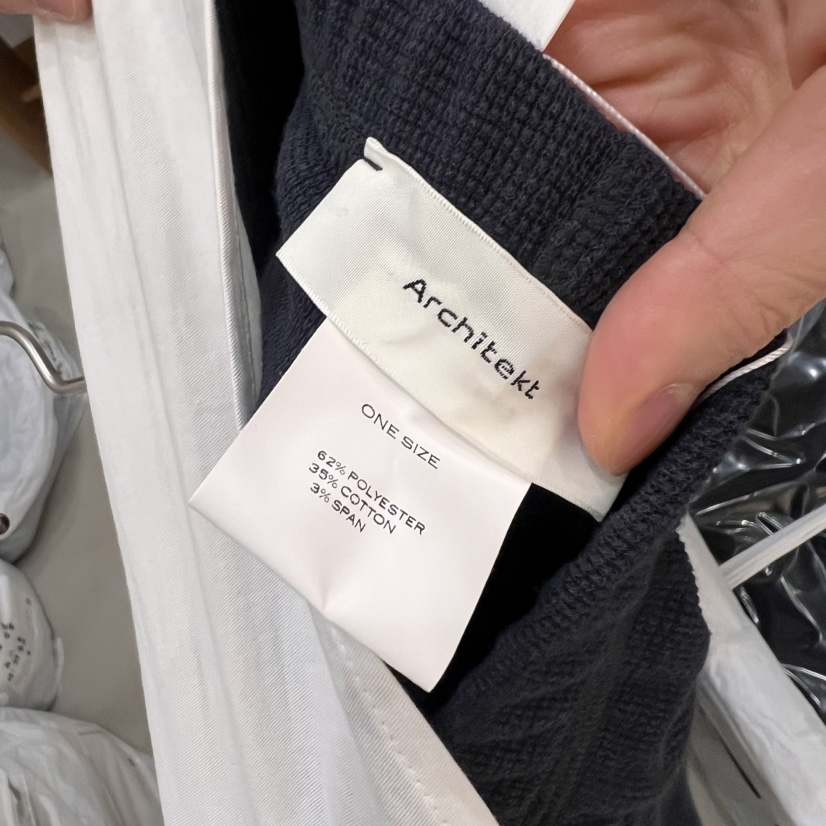 Architekt
ONE SIZE
62% POLYESTER
35% COTTON
3% SPAN